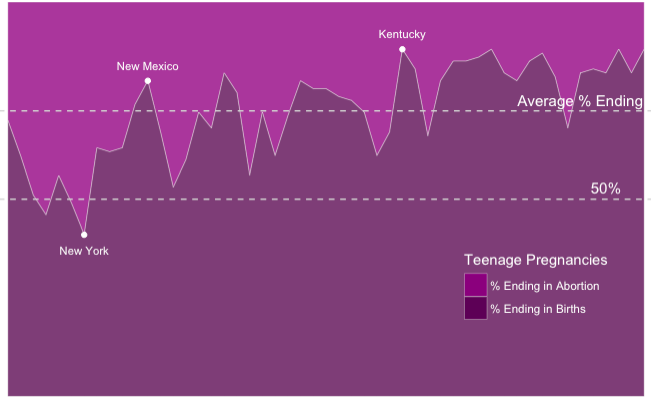 Kentucky
New Mexico
Average % Ending
50%
New York
Teenage Pregnancies
% Ending in Abortion
% Ending in Births